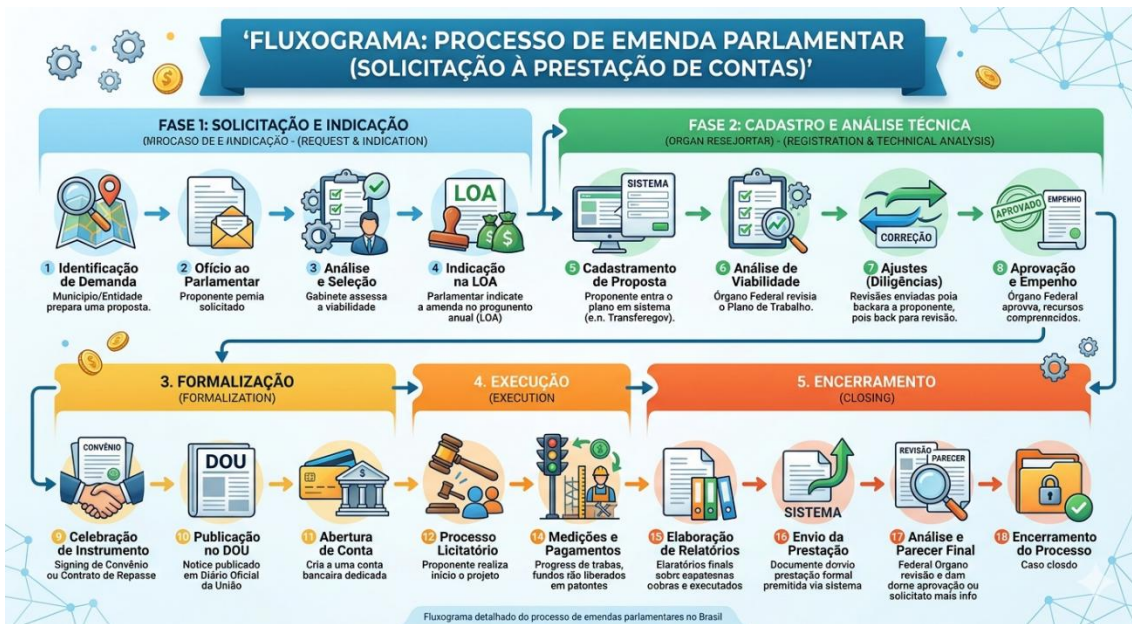 'FLUXOGRAMA: PROCESSO DE EMENDA PARLAMENTAR
(SOLICITAÇÃO À PRESTAÇÃO DE CONTAS)'
FASE 1: SOLICITAÇÃO E INDICAÇÃO
(MIROCASO DE E INDICAÇÃO - (REQUEST & INDICATION)
LOA
1 Identificação
de Demanda
Município/Entidade
prepara uma proposta.
2 Ofício ao
Parlamentar
Proponente pemia
solicitado
3 Análise
e Seleção
Gabinete assessa
a viabilidade
4 Indicação
na LOA
Parlamentar indicate
a amenda no progunento
anual (LOA)
FASE 2: CADASTRO E ANÁLISE TÉCNICA
(ORGAN RESEJORTAR) - (REGISTRATION & TECHNICAL ANALYSIS)
SISTEMA
CORREÇÃO
APROVADO
EMPENHO
5 Cadastramento
de Proposta
Proponente entra o
plano em sistema
(e.n. Transferegov).
6 Análise de
Viabilidade
Órgano Federal revisia
o Plano de Trabalho.
7 Ajustes
(Diligências)
Revisões enviadas poia
backara a proponente,
pois back para revisão.
8 Aprovação
e Empenho
Órgano Federal
aprovva, recursos
comprenncidos.
3. FORMALIZAÇÃO
(FORMALIZATION)
CONVÊNIO
DOU
9 Celebração
de Instrumento
Signing de Convênio
ou Contrato de Repasse
10 Publicação
no DOU
Notice publicado
em Diário Oficial
da União
11 Abertura
de Conta
Cria a uma conta
bancaira dedicada
4. EXECUÇÃO
(EXECUTION
12 Processo
Licitatório
Proponente realiza
início o projeto
14 Medições e
Pagamentos
Progress de trabas,
fundos rão liberados
em patontes
5. ENCERRAMENTO
(CLOSING)
SISTEMA
REVISÃO
PARECER
15 Elaboração
de Relatórios
Elaratórios finals
sobre eapatesnas
oobras e executados
16 Envio da
Prestação
Documente dovvio
prestação formal
premitida via sistema
17 Análise e
Parecer Final
Federal Organo
revisão e dam
dorne aprovação ou
solicitato mais info
18 Encerramento
do Processo
Caso closdo
Fluxograma detalhado do processo de emendas parlamentares no Brasil